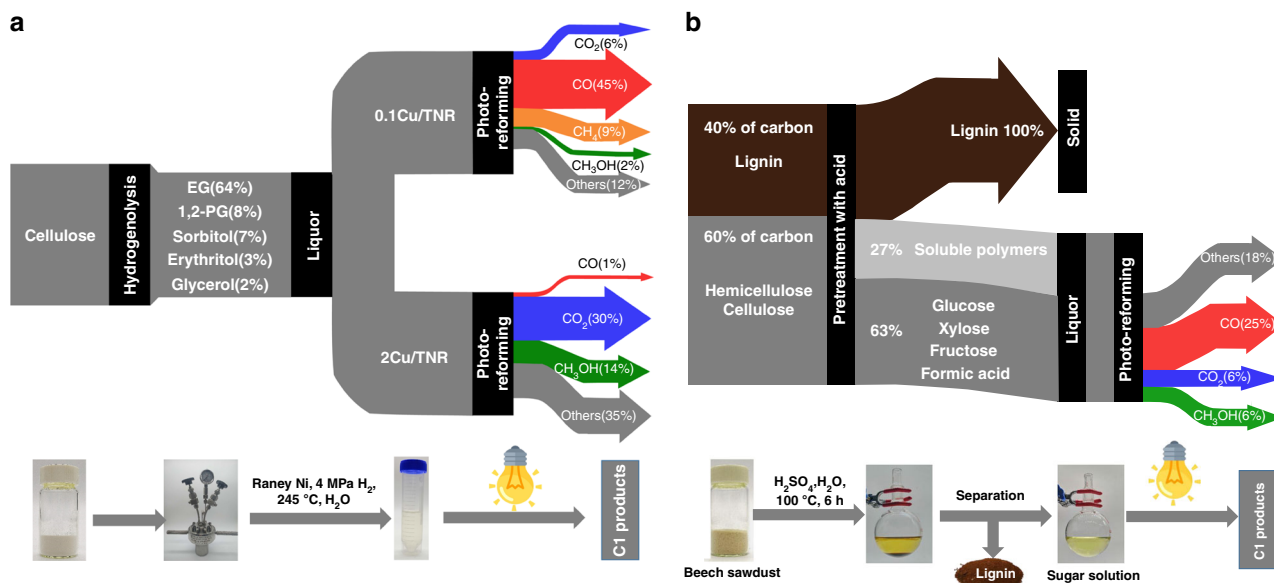 a
Cellulose
Hydrogenolysis
EG(64%)
1,2-PG(8%)
Sorbitol(7%)
Erythritol(3%)
Glycerol(2%)
Liquor
0.1Cu/TNR
Photo-
reforming
CO₂(6%)
CO(45%)
CH₄(9%)
CH₃OH(2%)
Others(12%)
2Cu/TNR
Photo-
reforming
CO(1%)
CO₂(30%)
CH₃OH(14%)
Others(35%)
Raney Ni, 4 MPa H₂,
245 °C, H₂O
C1 products
b
40% of carbon
Lignin
60% of carbon
Hemicellulose
Cellulose
Pretreatment with acid
Lignin 100%
Solid
27% Soluble polymers
63%
Glucose
Xylose
Fructose
Formic acid
Liquor
Photo-reforming
Others(18%)
CO(25%)
CO₂(6%)
CH₃OH(6%)
Beech sawdust
H₂SO₄,H₂O,
100 °C, 6 h
Separation
Lignin
Sugar solution
C1 products